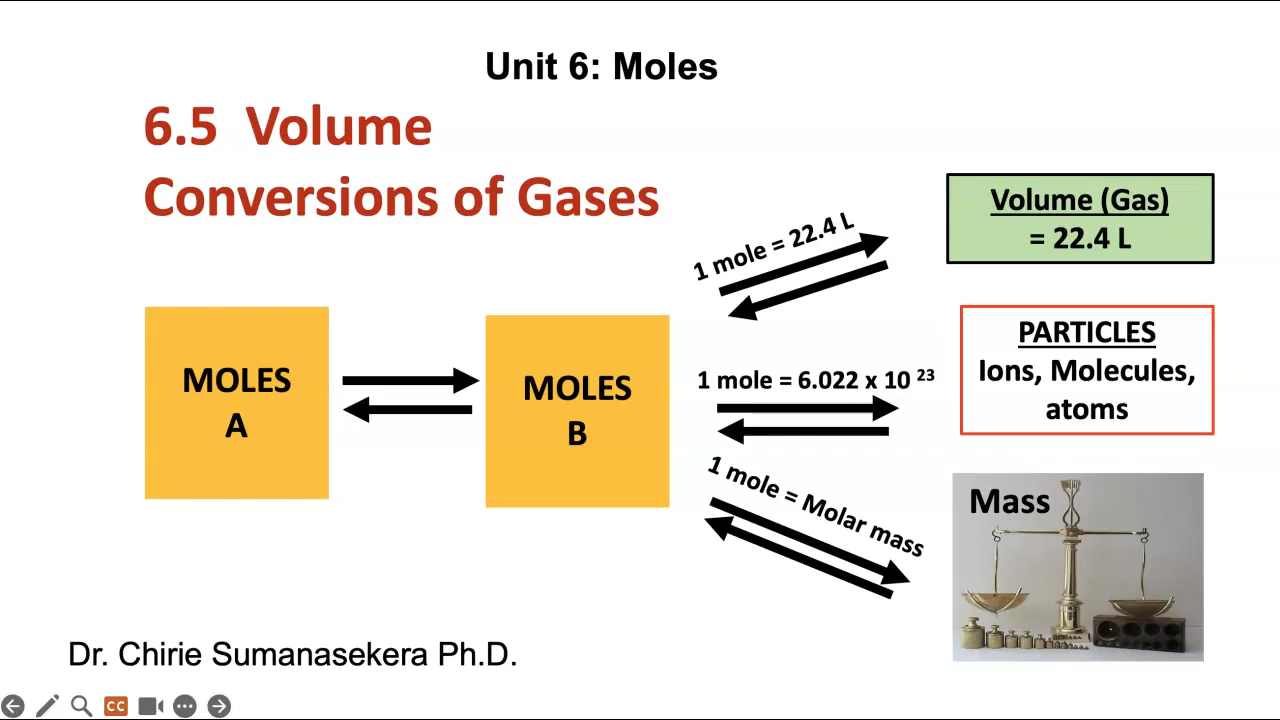 Unit 6: Moles
6.5 Volume
Conversions of Gases
Volume (Gas)
= 22.4 L
1 mole = 22.4 L
MOLES
A
MOLES
B
1 mole = 6.022 x 10 23
PARTICLES
Ions, Molecules,
atoms
1 mole = Molar mass
Mass
Dr. Chirie Sumanasekera Ph.D.
CC